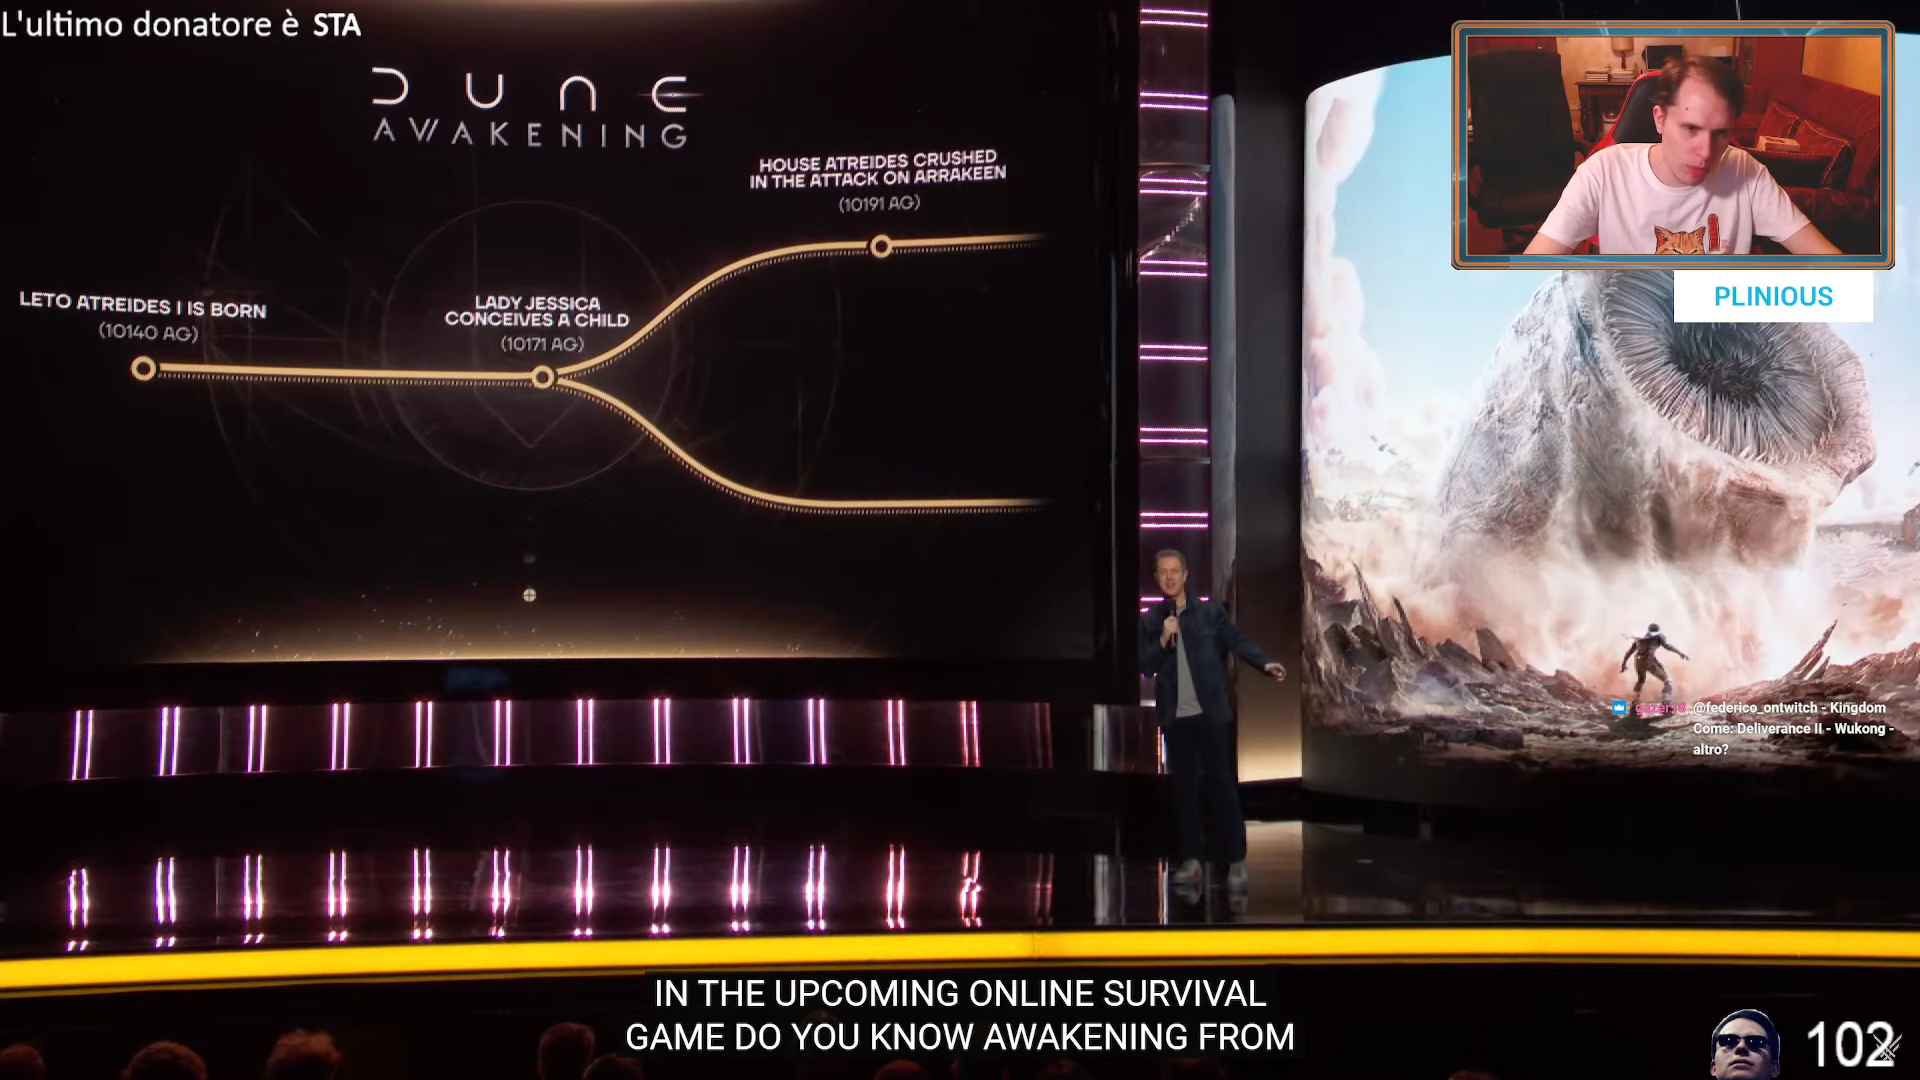 L'ultimo donatore è STA
DUNE
AWAKENING
HOUSE ATREIDES CRUSHED
IN THE ATTACK ON ARRAKEEN
(10191 AG)
LETO ATREIDES I IS BORN
(10140 AG)
LADY JESSICA
CONCEIVES A CHILD
(10171 AG)
PLINIOUS
@federico_ontwitch - Kingdom
Come: Deliverance II - Wukong -
altro?
IN THE UPCOMING ONLINE SURVIVAL
GAME DO YOU KNOW AWAKENING FROM
102